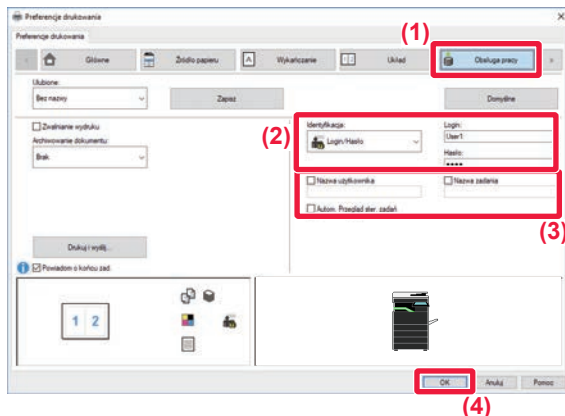 Preferencje drukowania
Preferencje drukowania
(1)
Główne
Źródło papieru
Wykańczanie
Układ
Obsługa pracy
Ulubione:
Bez nazwy
Zapisz
Domyślne
Zwalnianie wydruku
Archiwowanie dokumentu:
Brak
(2)
Identyfikacja:
Login/Hasło
Login:
User1
Hasło:
••••
Nazwa użytkownika
Nazwa zadania
Autom. Przegląd ster. zadań
(3)
Drukuj i wyślij...
Powiadom o końcu zad.
1 2
OK
Anuluj
Pomoc
(4)